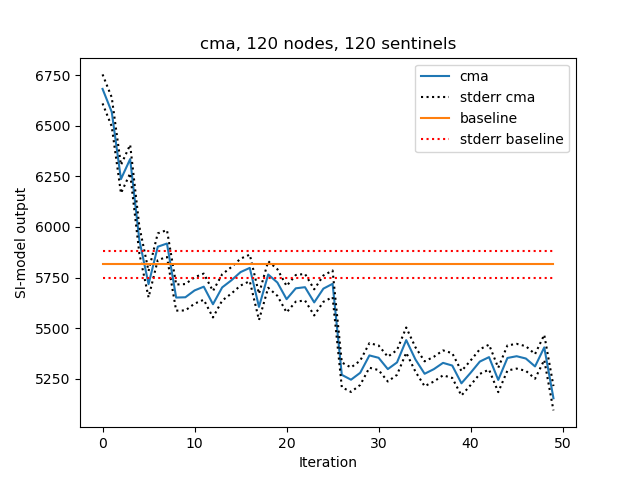 cma, 120 nodes, 120 sentinels
cma
stderr cma
baseline
stderr baseline
SI-model output
6750
6500
6250
6000
5750
5500
5250
0 10 20 30 40 50
Iteration